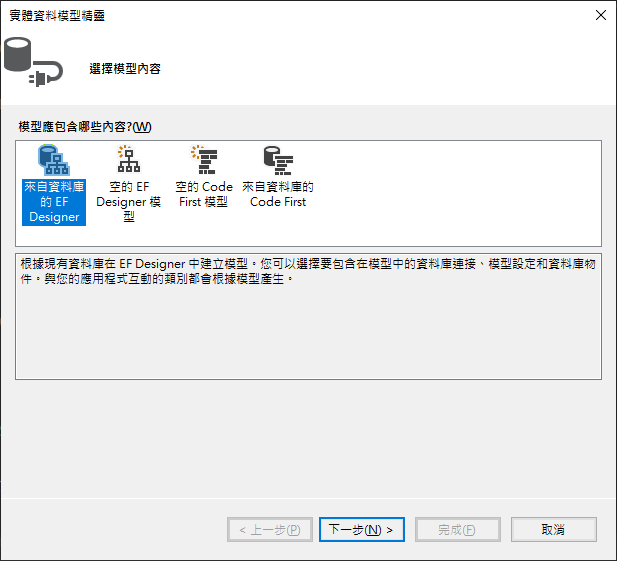 實體資料模型精靈
選擇模型內容
模型應包含哪些內容?(W)
來自資料庫
的 EF
Designer
空的 EF
Designer 模
型
空的 Code
First 模型
來自資料庫的
Code First
根據現有資料庫在 EF Designer 中建立模型。您可以選擇要包含在模型中的資料庫連接、模型設定和資料庫物
件。與您的應用程式互動的類別都會根據模型產生。
< 上一步(P)
下一步(N) >
完成(F)
取消